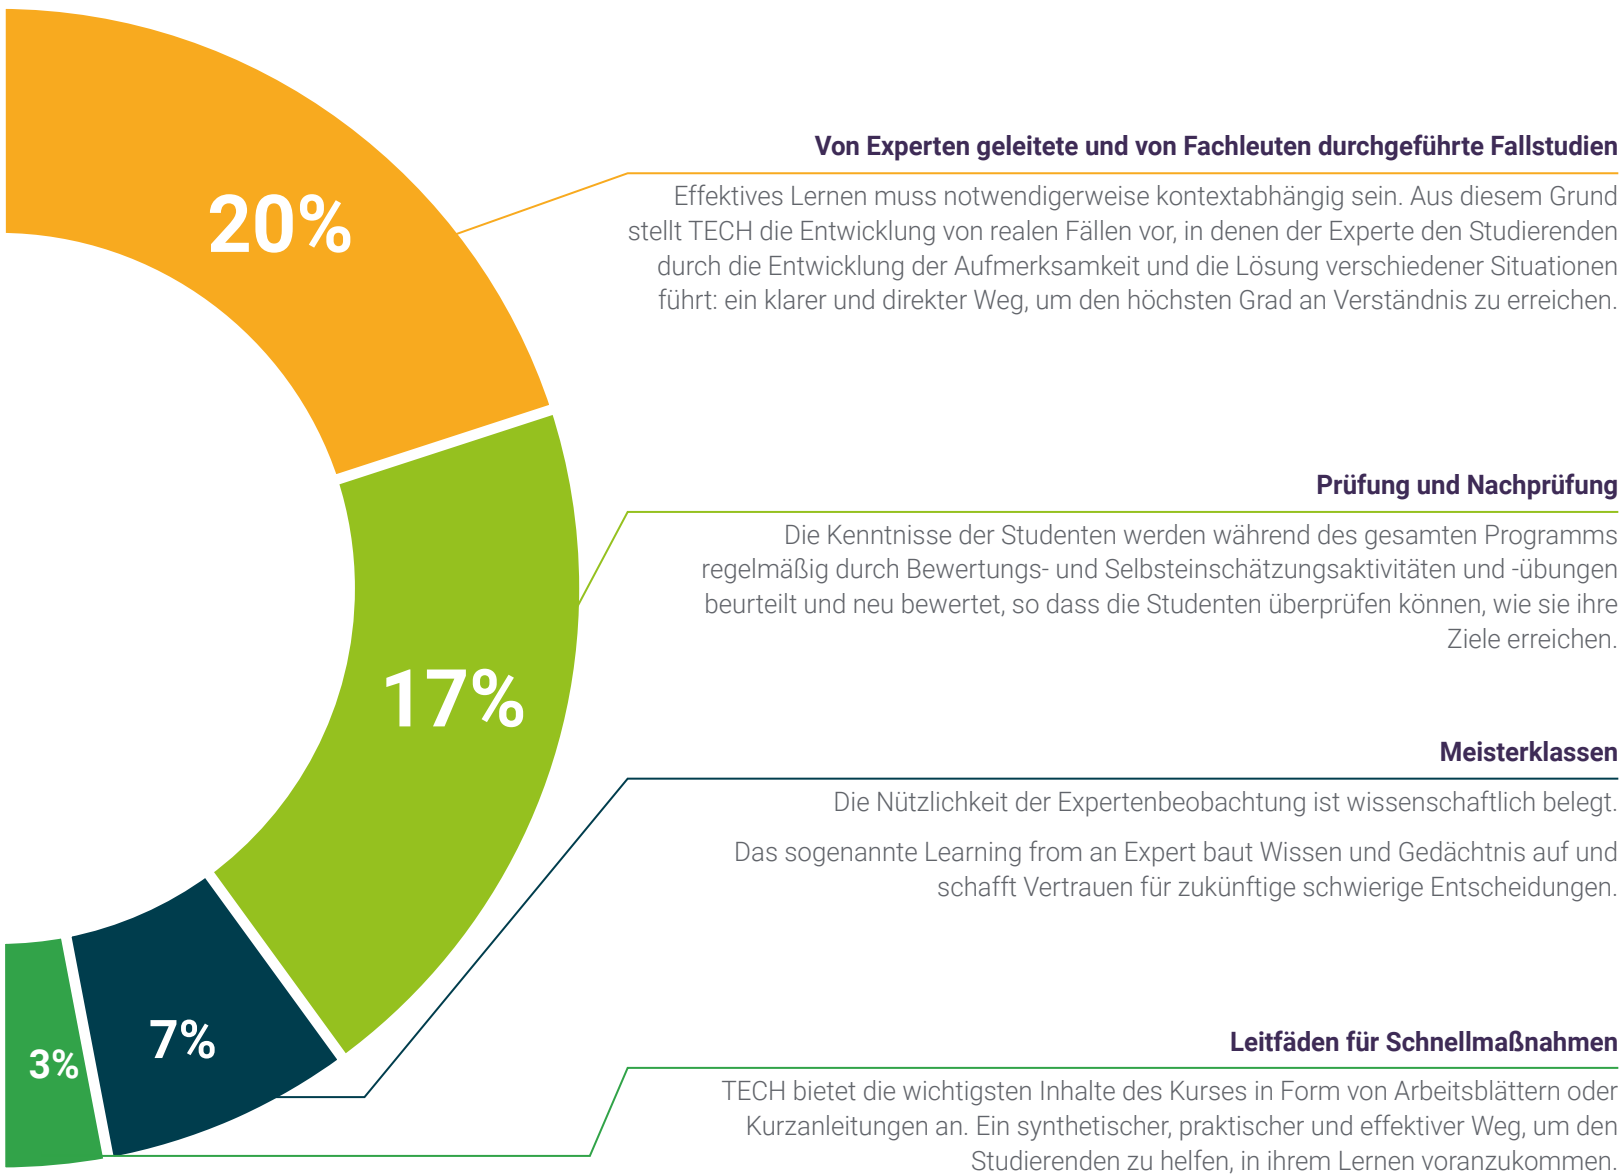 20%
Von Experten geleitete und von Fachleuten durchgeführte Fallstudien
Effektives Lernen muss notwendigerweise kontextabhängig sein. Aus diesem Grund
stellt TECH die Entwicklung von realen Fällen vor, in denen der Experte den Studierenden
durch die Entwicklung der Aufmerksamkeit und die Lösung verschiedener Situationen
führt: ein klarer und direkter Weg, um den höchsten Grad an Verständnis zu erreichen.
17%
Prüfung und Nachprüfung
Die Kenntnisse der Studenten werden während des gesamten Programms
regelmäßig durch Bewertungs- und Selbsteinschätzungsaktivitäten und -übungen
beurteilt und neu bewertet, so dass die Studenten überprüfen können, wie sie ihre
Ziele erreichen.
7%
Meisterklassen
Die Nützlichkeit der Expertenbeobachtung ist wissenschaftlich belegt.
Das sogenannte Learning from an Expert baut Wissen und Gedächtnis auf und
schafft Vertrauen für zukünftige schwierige Entscheidungen.
3%
Leitfäden für Schnellmaßnahmen
TECH bietet die wichtigsten Inhalte des Kurses in Form von Arbeitsblättern oder
Kurzanleitungen an. Ein synthetischer, praktischer und effektiver Weg, um den
Studierenden zu helfen, in ihrem Lernen voranzukommen.